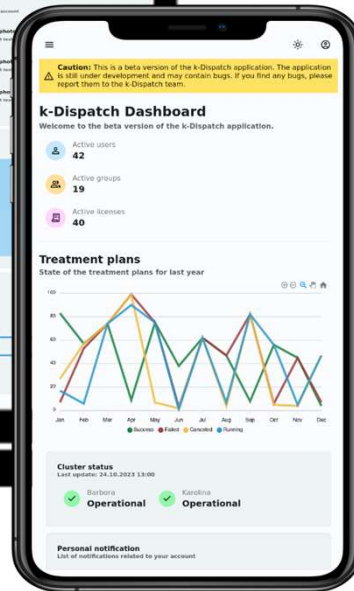 Caution: This is a beta version of the k-Dispatch application. The application
is still under development and may contain bugs. If you find any bugs, please
report them to the k-Dispatch team.
k-Dispatch Dashboard
Welcome to the beta version of the k-Dispatch application.
Active users
42
Active groups
19
Active licenses
40
Treatment plans
State of the treatment plans for last year
100
80
60
40
20
0
Jan Feb Mar Apr May Jun Jul Aug Sep Oct Nov Dec
Success Failed Canceled Running
Cluster status
Last update: 24.10.2023 13:00
Barbora
Operational
Karolina
Operational
Personal notification
List of notifications related to your account